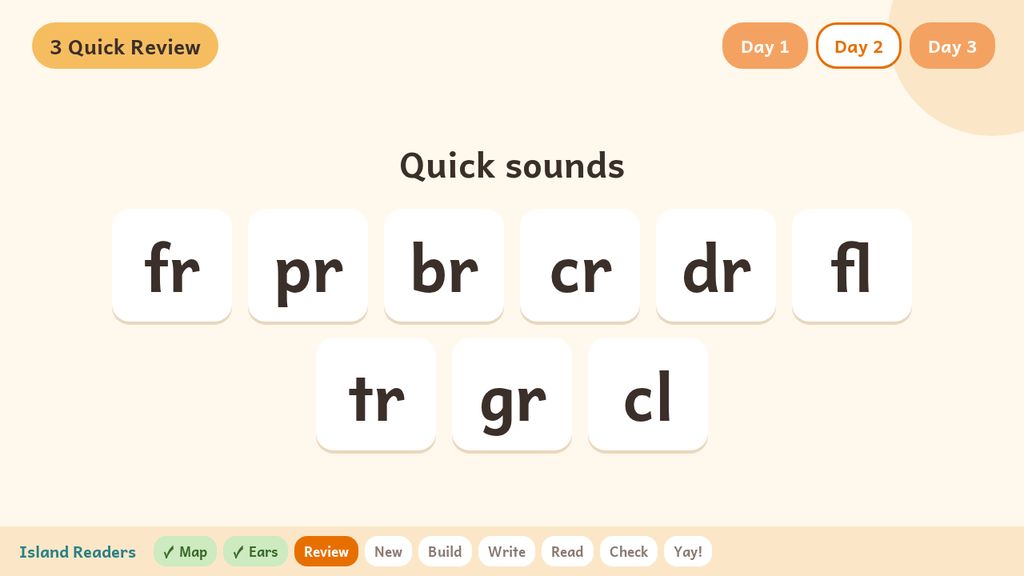 3 Quick Review
Day 1 Day 2 Day 3
Quick sounds
fr pr br cr dr fl
tr gr cl
Island Readers ✓ Map ✓ Ears Review New Build Write Read Check Yay!